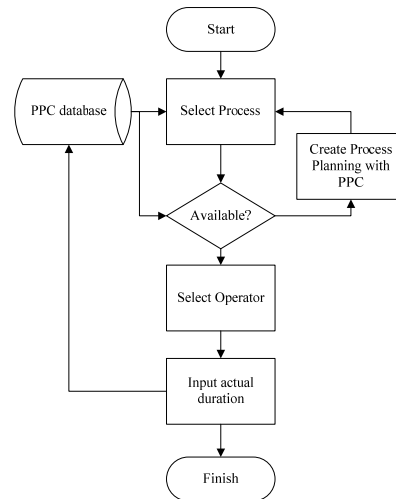 Start
PPC database
Select Process
Create Process
Planning with
PPC
Available?
Select Operator
Input actual
duration
Finish